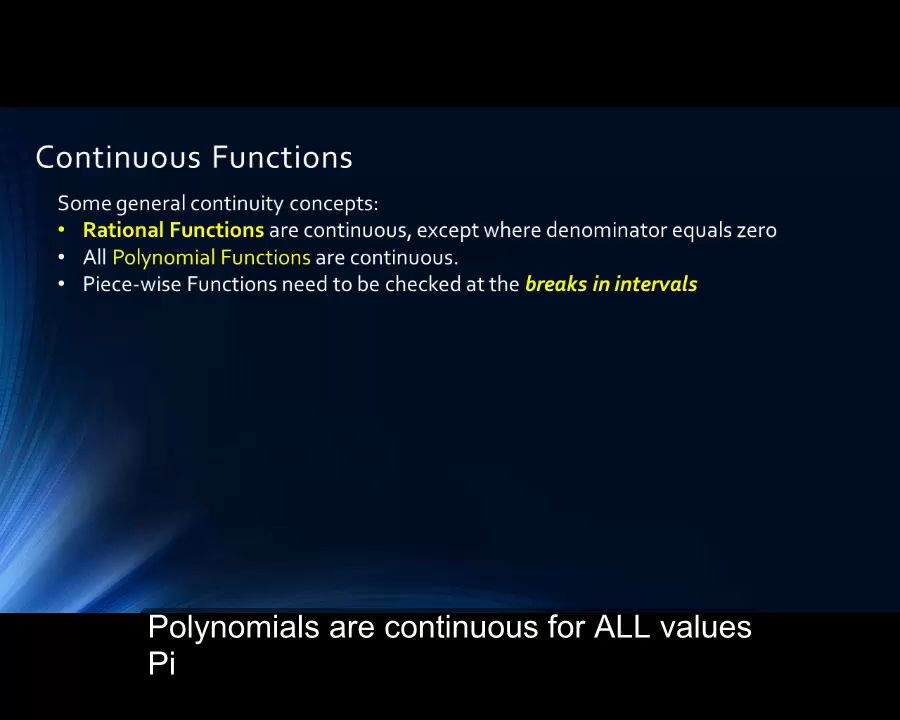 Continuous Functions
Some general continuity concepts:
• Rational Functions are continuous, except where denominator equals zero
• All Polynomial Functions are continuous.
• Piece-wise Functions need to be checked at the breaks in intervals
Polynomials are continuous for ALL values
Pi